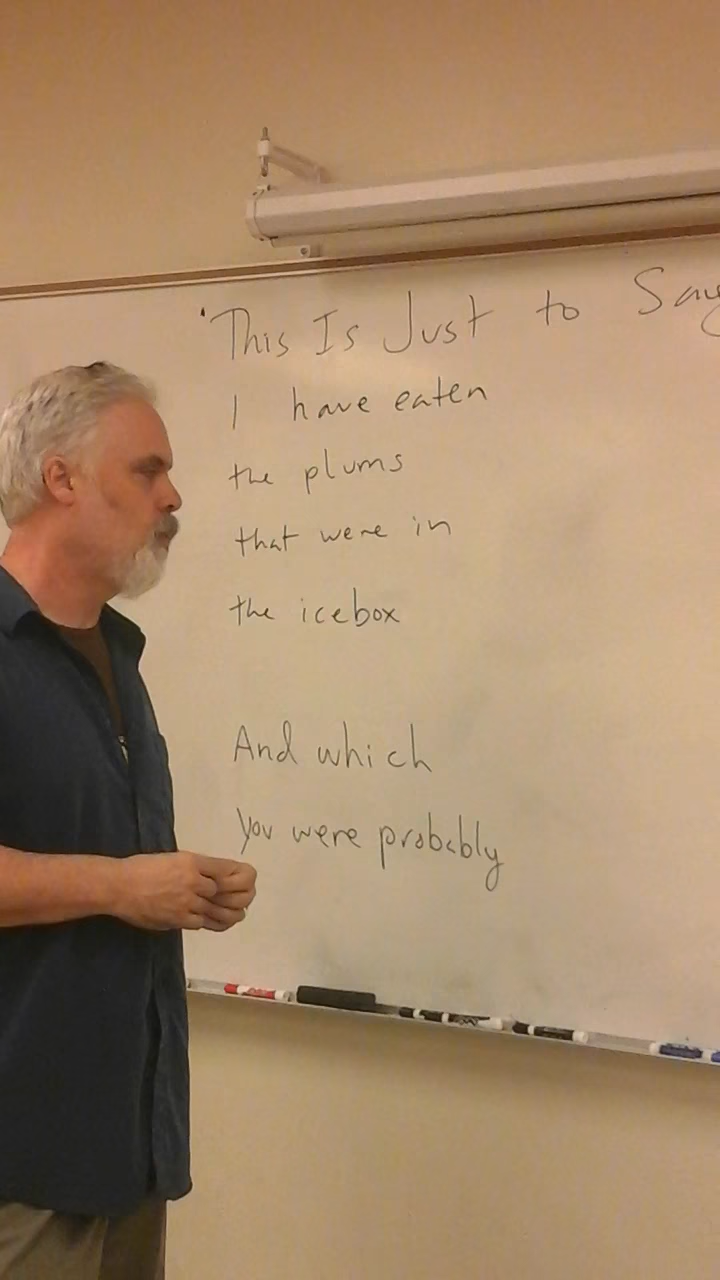 This Is Just to Say
I have eaten
the plums
that were in
the icebox
And which
you were probably